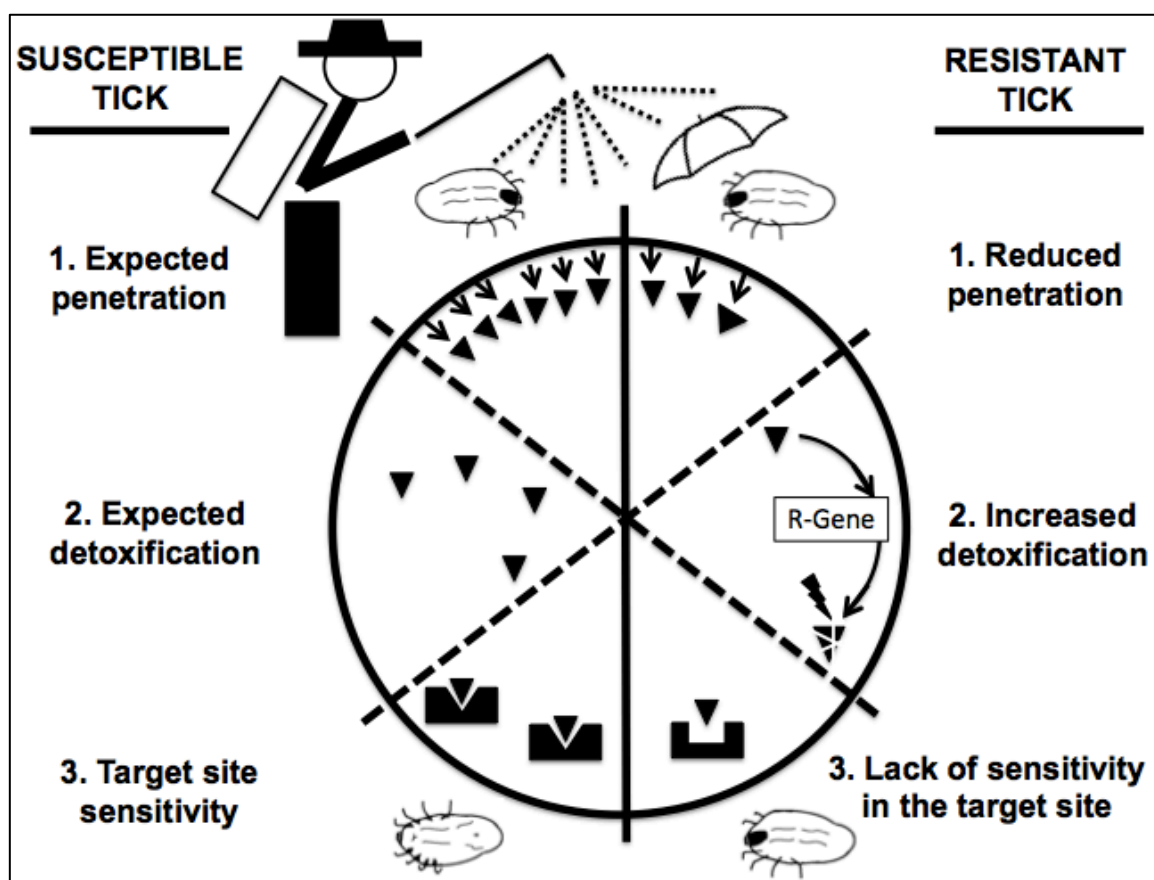 SUSCEPTIBLE
TICK
RESISTANT
TICK
1. Expected
penetration
1. Reduced
penetration
2. Expected
detoxification
R-Gene
2. Increased
detoxification
3. Target site
sensitivity
3. Lack of sensitivity
in the target site